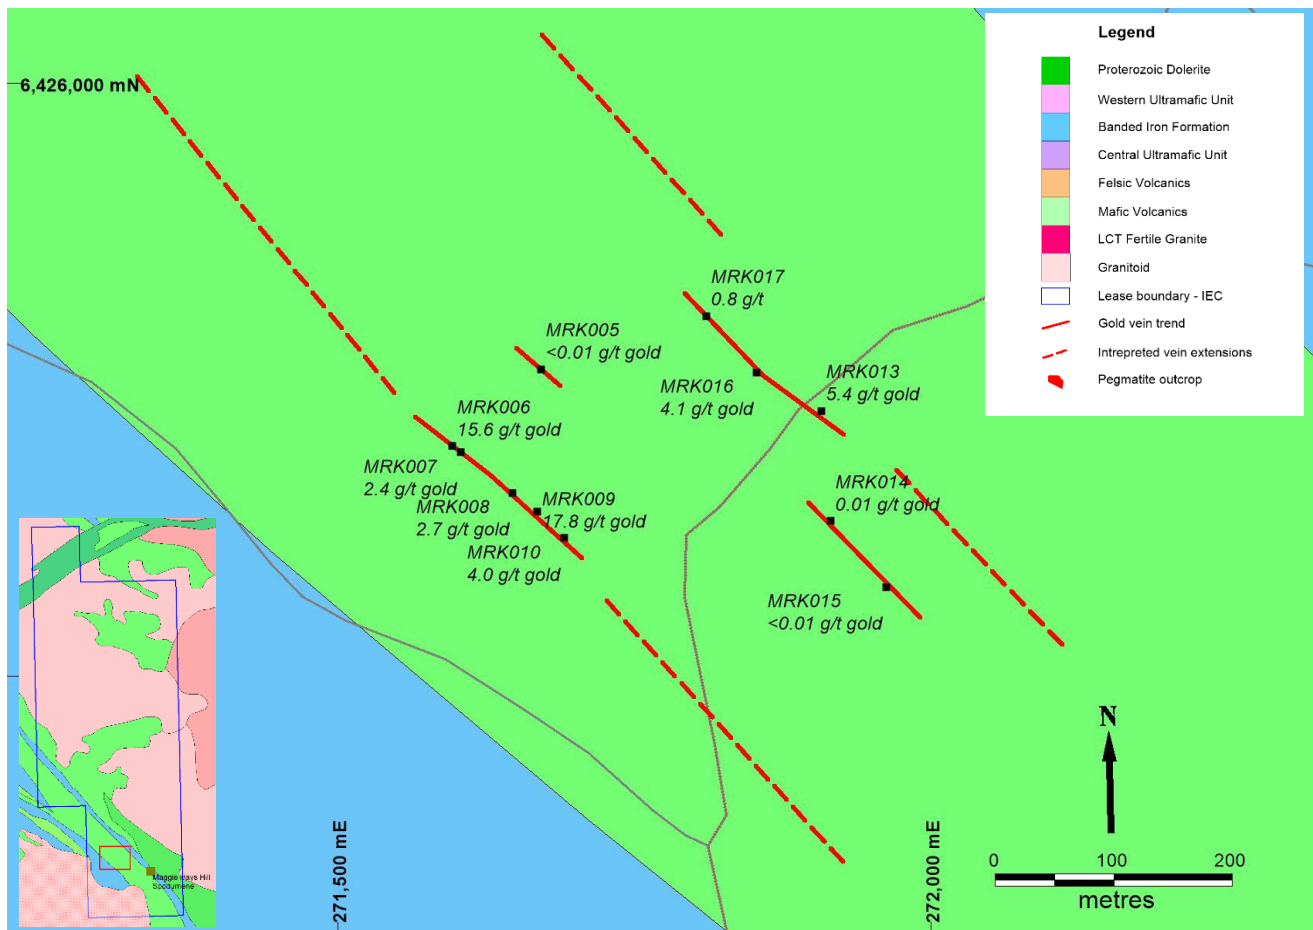 6,426,000 mN
Legend
Proterozoic Dolerite
Western Ultramafic Unit
Banded Iron Formation
Central Ultramafic Unit
Felsic Volcanics
Mafic Volcanics
LCT Fertile Granite
Granitoid
Lease boundary - IEC
Gold vein trend
Intrepreted vein extensions
Pegmatite outcrop
MRK017
0.8 g/t
MRK005
<0.01 g/t gold
MRK016
4.1 g/t gold
MRK013
5.4 g/t gold
MRK006
15.6 g/t gold
MRK007
2.4 g/t gold
MRK008
2.7 g/t gold
MRK009
17.8 g/t gold
MRK010
4.0 g/t gold
MRK014
0.01 g/t gold
MRK015
<0.01 g/t gold
Maggie Hays Hill
Spodumene
271,500 mE
272,000 mE
N
0 100 200
metres